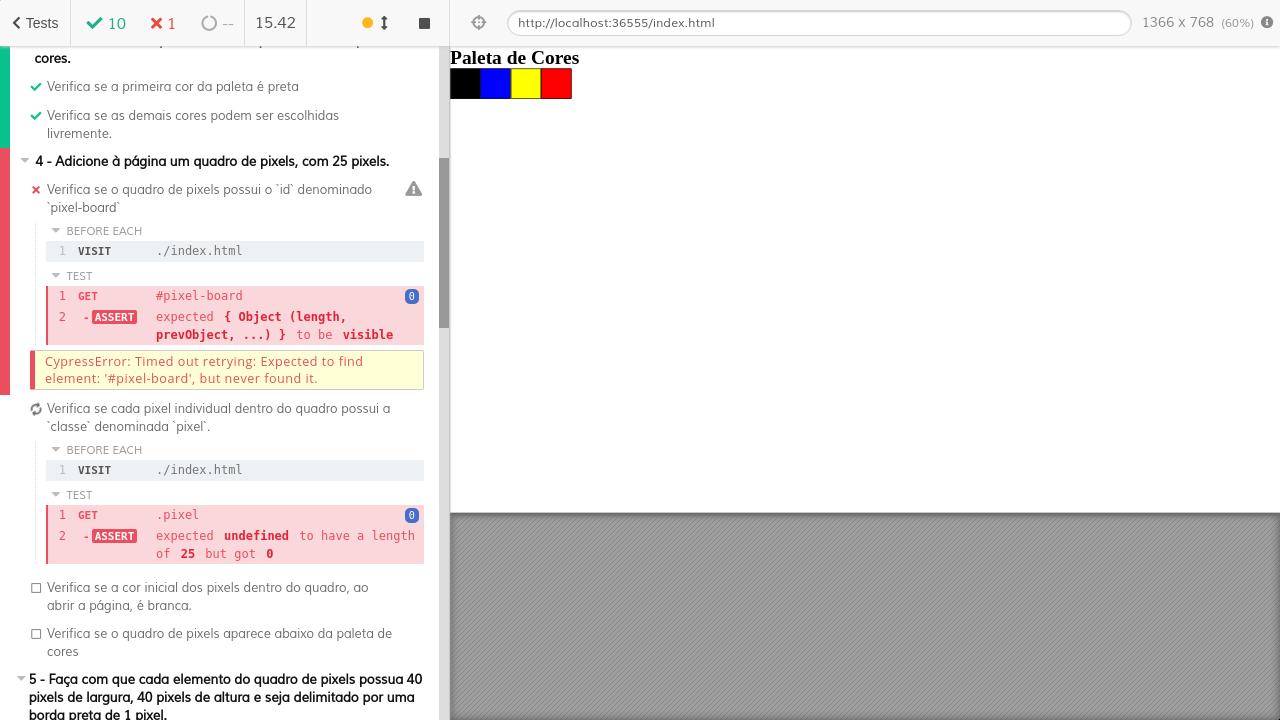 Tests
10
1
--
15.42
http://localhost:36555/index.html
1366 x 768 (60%)
cores.
Verifica se a primeira cor da paleta é preta
Verifica se as demais cores podem ser escolhidas
livremente.
4 - Adicione à página um quadro de pixels, com 25 pixels.
Verifica se o quadro de pixels possui o `id` denominado
`pixel-board`
BEFORE EACH
1 VISIT ./index.html
TEST
1 GET #pixel-board 0
2 - ASSERT expected { Object (length,
prevObject, ...) } to be visible
CypressError: Timed out retrying: Expected to find
element: '#pixel-board', but never found it.
Verifica se cada pixel individual dentro do quadro possui a
`classe` denominada `pixel`.
BEFORE EACH
1 VISIT ./index.html
TEST
1 GET .pixel 0
2 - ASSERT expected undefined to have a length
of 25 but got 0
Verifica se a cor inicial dos pixels dentro do quadro, ao
abrir a página, é branca.
Verifica se o quadro de pixels aparece abaixo da paleta de
cores
5 - Faça com que cada elemento do quadro de pixels possua 40
pixels de largura, 40 pixels de altura e seja delimitado por uma
borda preta de 1 pixel.
Paleta de Cores